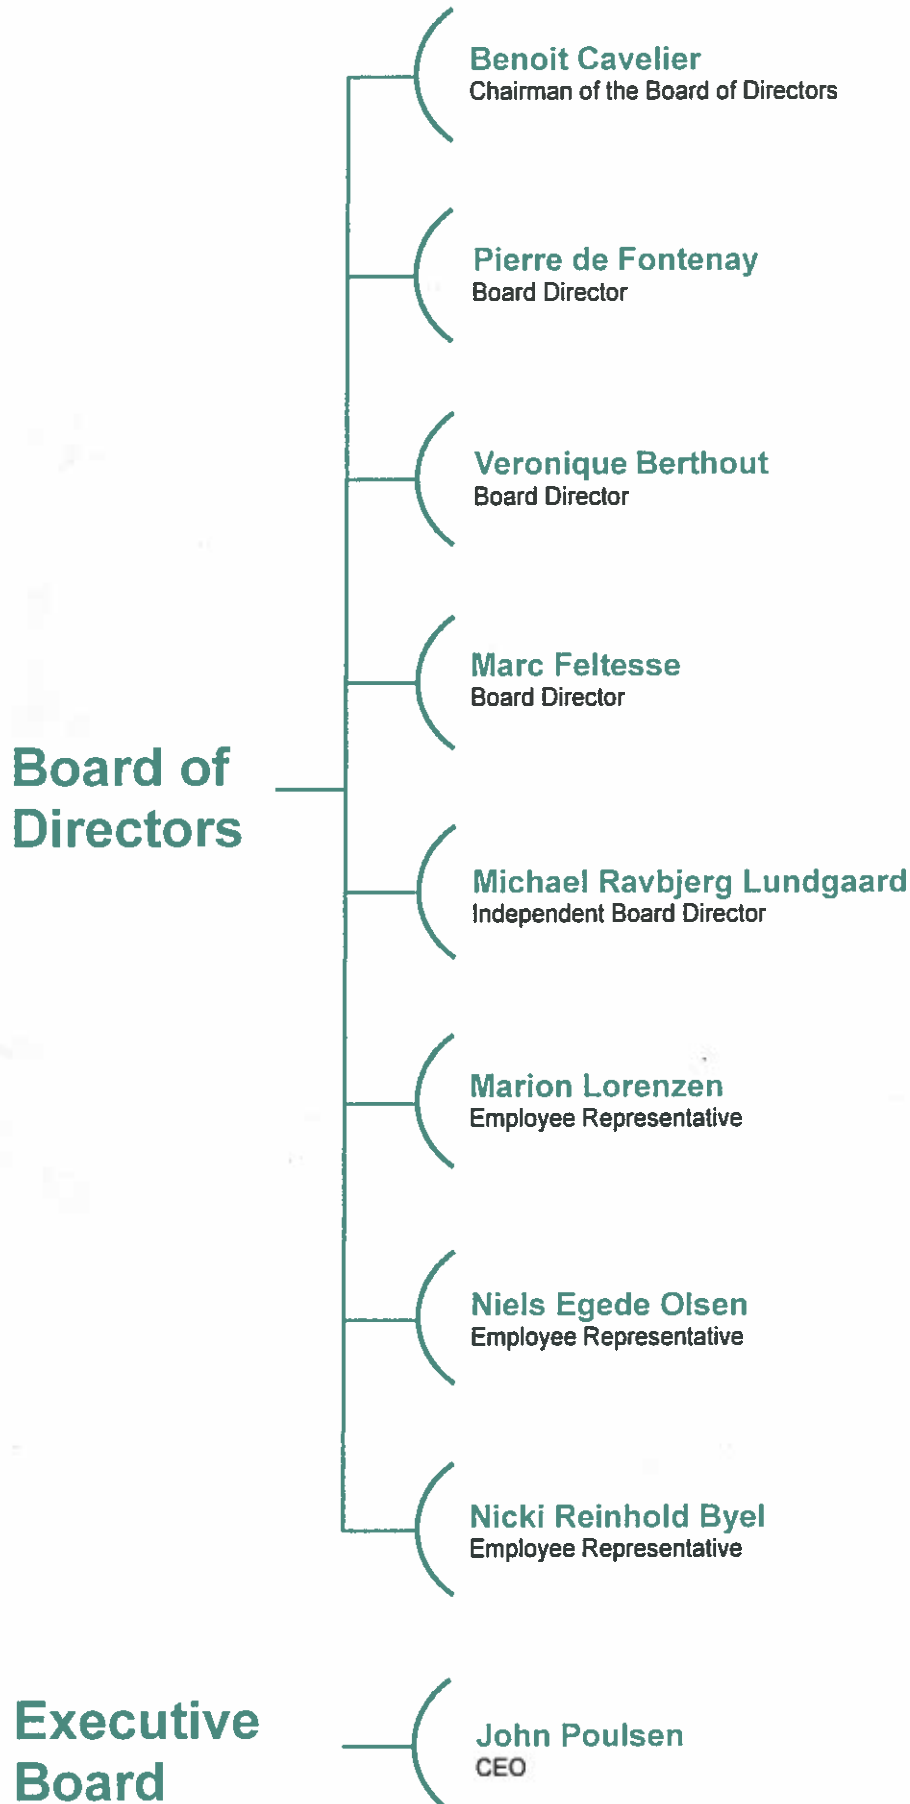 Benoit Cavelier
Chairman of the Board of Directors
Pierre de Fontenay
Board Director
Veronique Berthout
Board Director
Marc Feltesse
Board Director
Board of
Directors
Michael Ravbjerg Lundgaard
Independent Board Director
Marion Lorenzen
Employee Representative
Niels Egede Olsen
Employee Representative
Nicki Reinhold Byel
Employee Representative
Executive
Board
John Poulsen
CEO